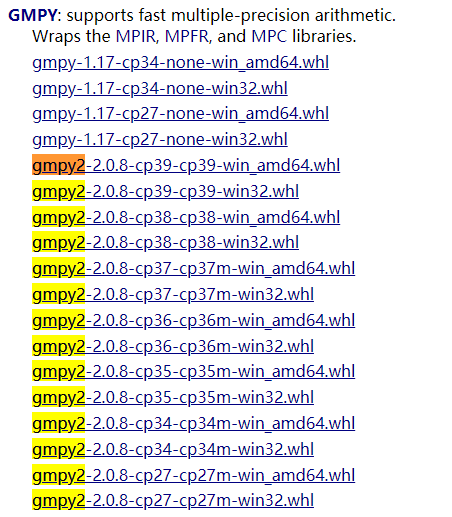 GMPY: supports fast multiple-precision arithmetic.
Wraps the MPIR, MPFR, and MPC libraries.
gmpy-1.17-cp34-none-win_amd64.whl
gmpy-1.17-cp34-none-win32.whl
gmpy-1.17-cp27-none-win_amd64.whl
gmpy-1.17-cp27-none-win32.whl
gmpy2-2.0.8-cp39-cp39-win_amd64.whl
gmpy2-2.0.8-cp39-cp39-win32.whl
gmpy2-2.0.8-cp38-cp38-win_amd64.whl
gmpy2-2.0.8-cp38-cp38-win32.whl
gmpy2-2.0.8-cp37-cp37m-win_amd64.whl
gmpy2-2.0.8-cp37-cp37m-win32.whl
gmpy2-2.0.8-cp36-cp36m-win_amd64.whl
gmpy2-2.0.8-cp36-cp36m-win32.whl
gmpy2-2.0.8-cp35-cp35m-win_amd64.whl
gmpy2-2.0.8-cp35-cp35m-win32.whl
gmpy2-2.0.8-cp34-cp34m-win_amd64.whl
gmpy2-2.0.8-cp34-cp34m-win32.whl
gmpy2-2.0.8-cp27-cp27m-win_amd64.whl
gmpy2-2.0.8-cp27-cp27m-win32.whl